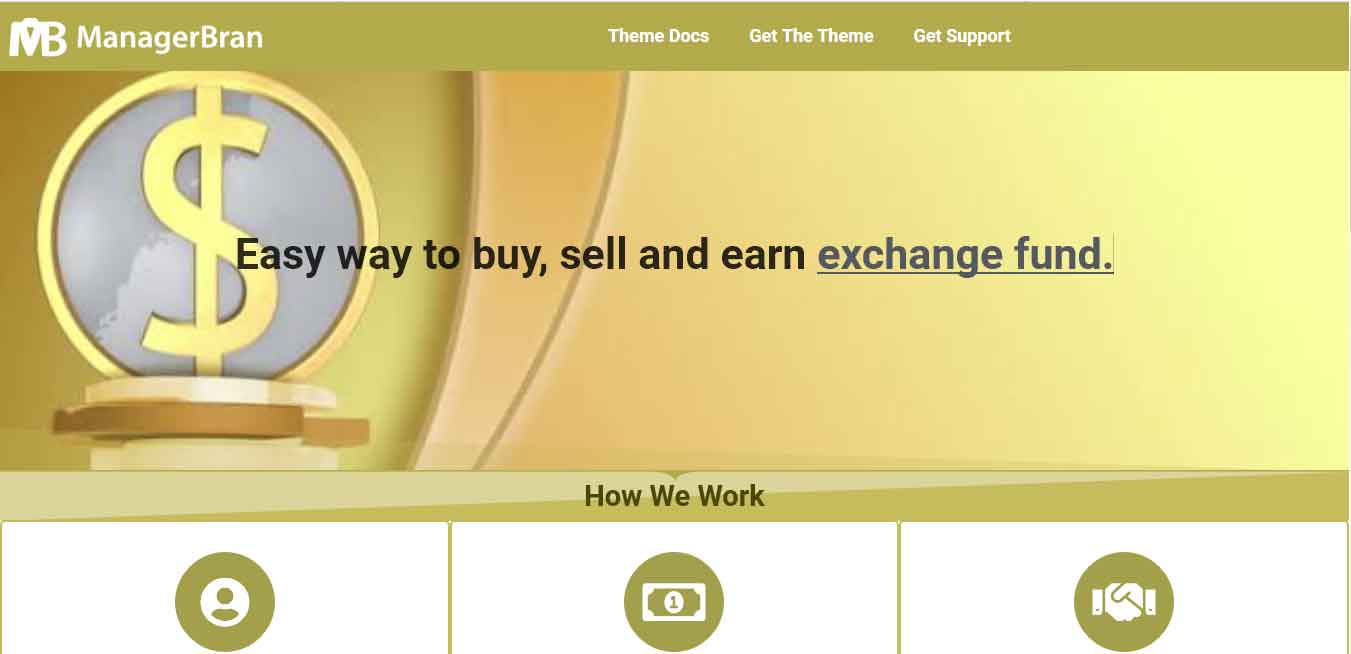 MB ManagerBran
Theme Docs Get The Theme Get Support
Easy way to buy, sell and earn exchange fund.
How We Work
1